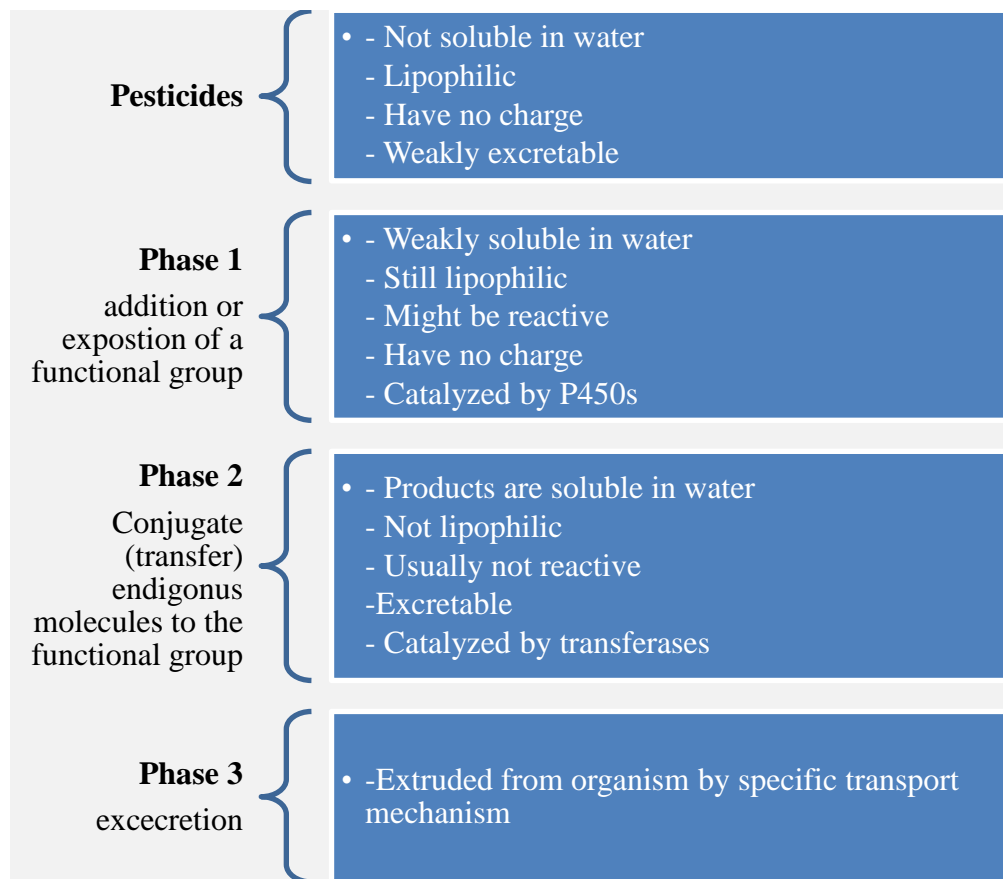 Pesticides
• - Not soluble in water
- Lipophilic
- Have no charge
- Weakly excretable
Phase 1
addition or
expostion of a
functional group
• - Weakly soluble in water
- Still lipophilic
- Might be reactive
- Have no charge
- Catalyzed by P450s
Phase 2
Conjugate
(transfer)
endigonus
molecules to the
functional group
• - Products are soluble in water
- Not lipophilic
- Usually not reactive
-Excretable
- Catalyzed by transferases
Phase 3
excecretion
• -Extruded from organism by specific transport
mechanism